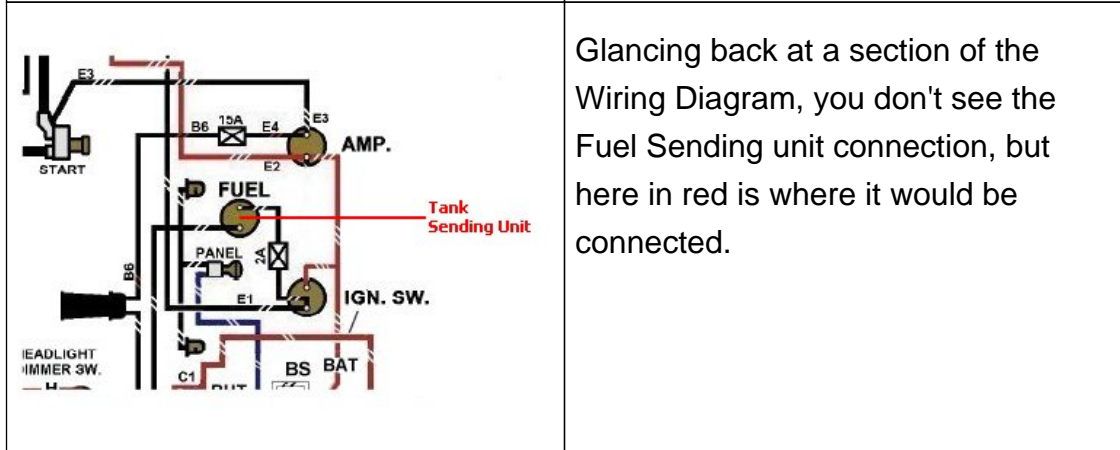 E3
B6
15A
E4
E3
AMP.
START
E2
FUEL
Tank
Sending Unit
PANEL
2A
B6
E1
IGN. SW.
EADLIGHT
IMMER SW.
H
C1
BS
BAT
Glancing back at a section of the
Wiring Diagram, you don't see the
Fuel Sending unit connection, but
here in red is where it would be
connected.